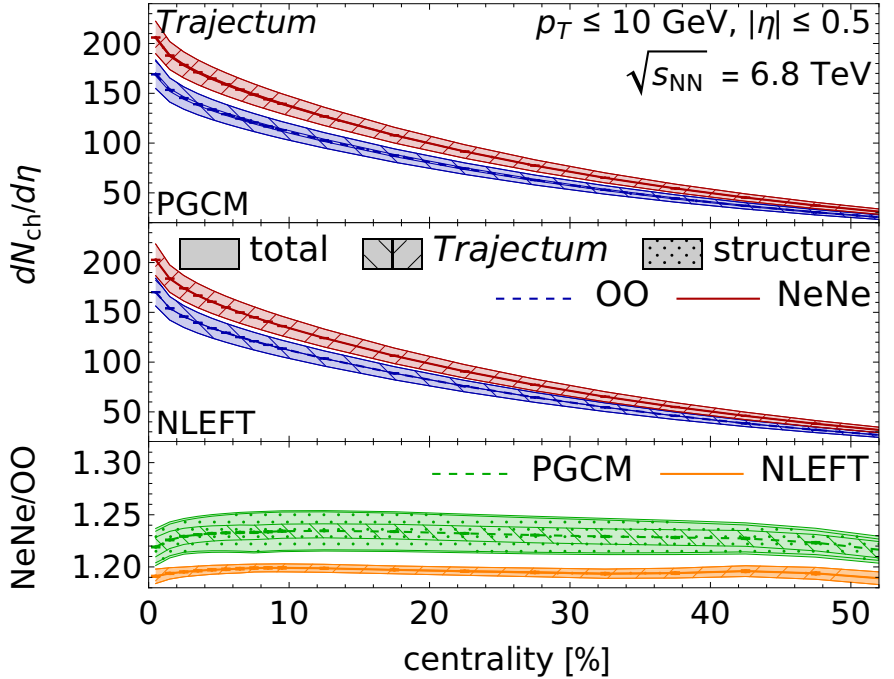 Trajectum
p_T ≤ 10 GeV, |η| ≤ 0.5
√s_NN = 6.8 TeV
200
150
100
50
PGCM
dN_ch/dη
total
Trajectum
structure
OO
NeNe
200
150
100
50
NLEFT
NeNe/OO
1.30
1.25
1.20
PGCM
NLEFT
0 10 20 30 40 50
centrality [%]